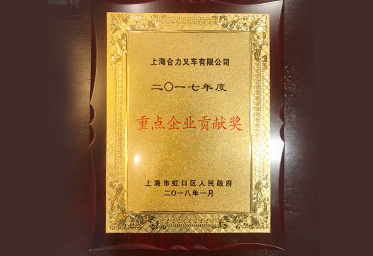 上海合力叉车有限公司
二〇一七年度
重点企业贡献奖
上海市虹口区人民政府
二〇一八年一月